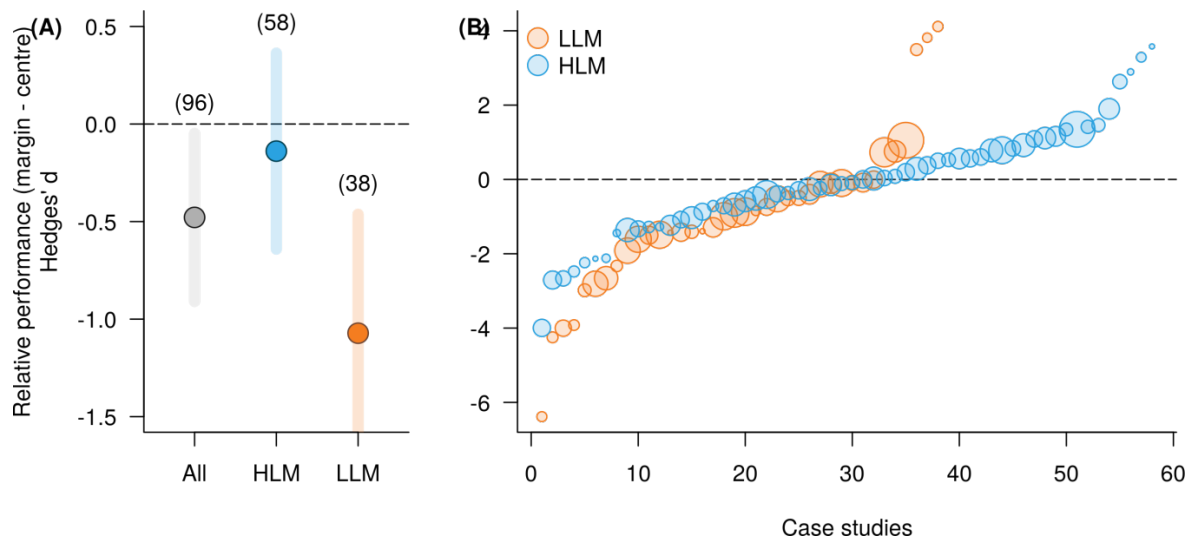 (A)
Relative performance (margin - centre)
Hedges' d
0.5
0.0
-0.5
-1.0
-1.5
(96)
(58)
(38)
All
HLM
LLM
(B)
4
2
0
-2
-4
-6
LLM
HLM
0
10
20
30
40
50
60
Case studies